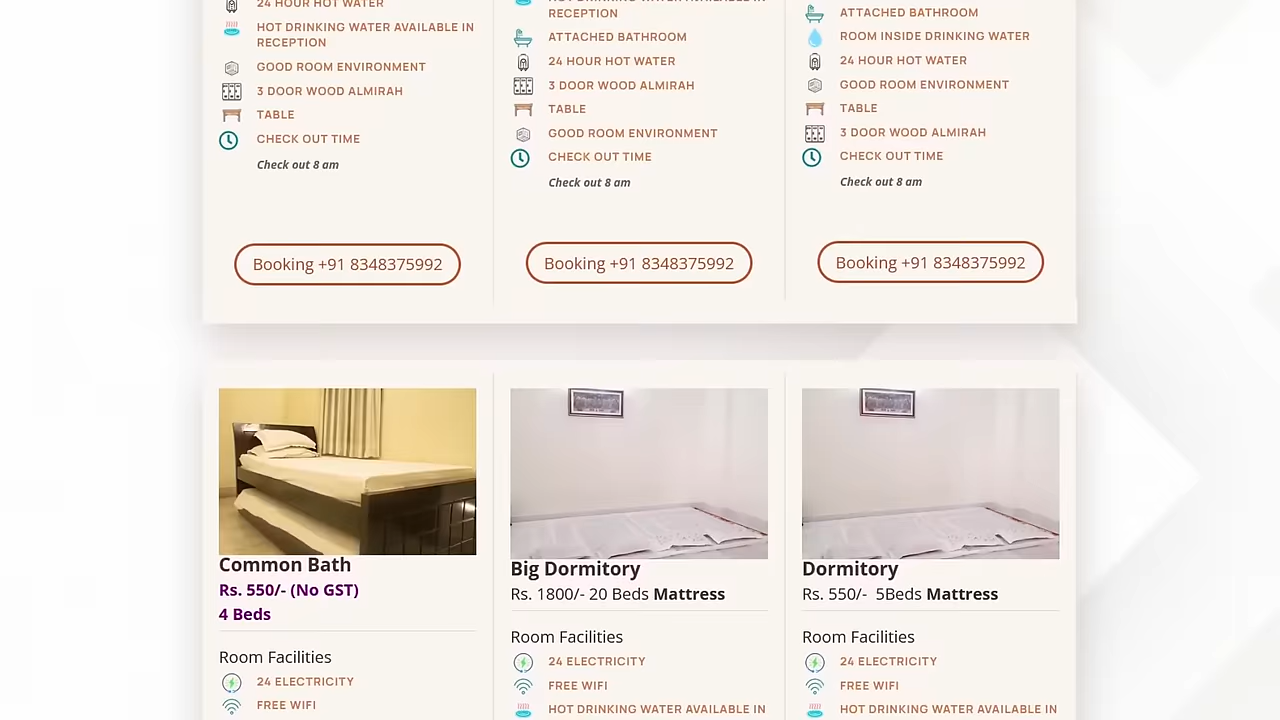 24 HOUR HOT WATER
HOT DRINKING WATER AVAILABLE IN
RECEPTION
GOOD ROOM ENVIRONMENT
3 DOOR WOOD ALMIRAH
TABLE
CHECK OUT TIME
Check out 8 am
Booking +91 8348375992
HOT DRINKING WATER AVAILABLE IN
RECEPTION
ATTACHED BATHROOM
24 HOUR HOT WATER
3 DOOR WOOD ALMIRAH
TABLE
GOOD ROOM ENVIRONMENT
CHECK OUT TIME
Check out 8 am
Booking +91 8348375992
ATTACHED BATHROOM
ROOM INSIDE DRINKING WATER
24 HOUR HOT WATER
GOOD ROOM ENVIRONMENT
TABLE
3 DOOR WOOD ALMIRAH
CHECK OUT TIME
Check out 8 am
Booking +91 8348375992
Common Bath
Rs. 550/- (No GST)
4 Beds
Room Facilities
24 ELECTRICITY
FREE WIFI
Big Dormitory
Rs. 1800/- 20 Beds Mattress
Room Facilities
24 ELECTRICITY
FREE WIFI
HOT DRINKING WATER AVAILABLE IN
Dormitory
Rs. 550/- 5Beds Mattress
Room Facilities
24 ELECTRICITY
FREE WIFI
HOT DRINKING WATER AVAILABLE IN